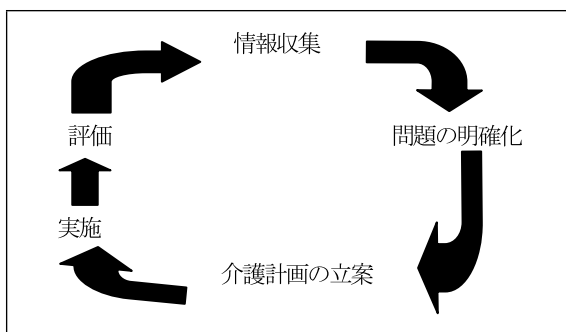 情報収集
問題の明確化
介護計画の立案
実施
評価